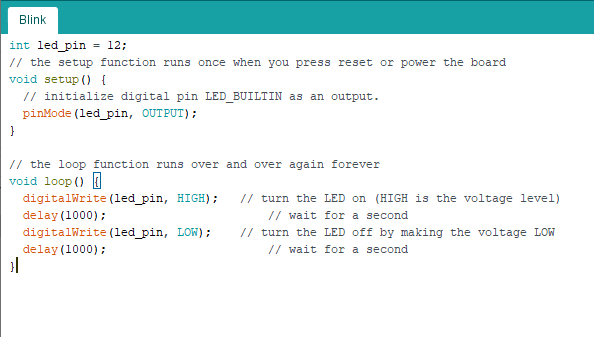 Blink
int led_pin = 12;
// the setup function runs once when you press reset or power the board
void setup() {
  // initialize digital pin LED_BUILTIN as an output.
  pinMode(led_pin, OUTPUT);
}
// the loop function runs over and over again forever
void loop() {
  digitalWrite(led_pin, HIGH);   // turn the LED on (HIGH is the voltage level)
  delay(1000);                       // wait for a second
  digitalWrite(led_pin, LOW);    // turn the LED off by making the voltage LOW
  delay(1000);                       // wait for a second
}